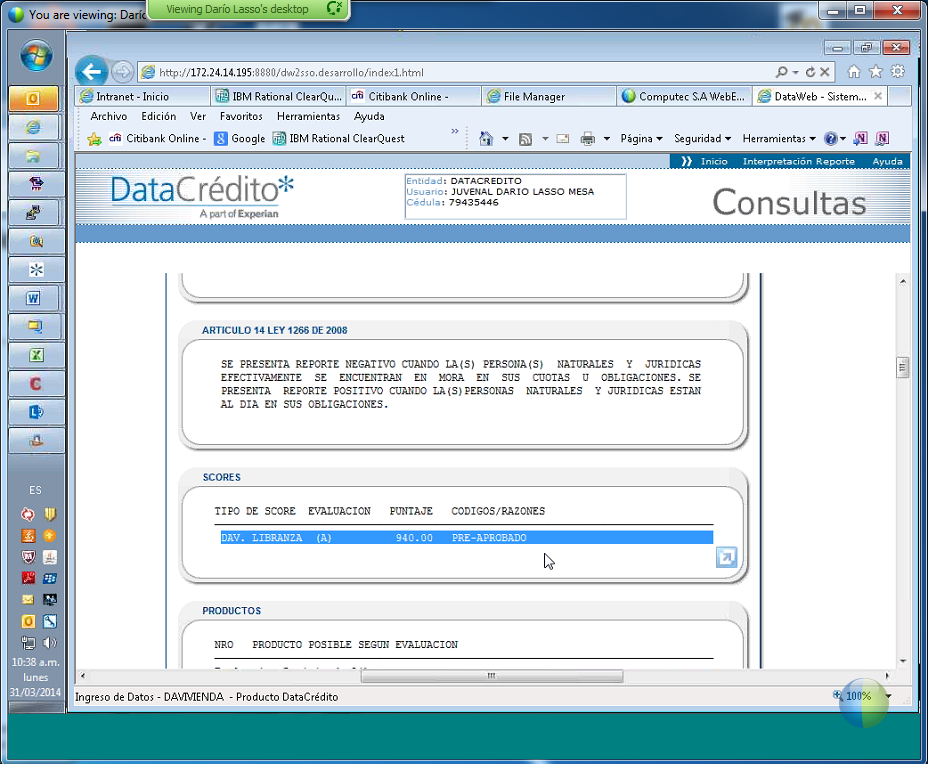 You are viewing: Darío
Viewing Darío Lasso's desktop
http://172.24.14.195:8880/dw2sso.desarrollo/index1.html
Intranet - Inicio
IBM Rational ClearQu...
Citibank Online -
File Manager
Computec S.A WebE...
DataWeb - Sistem...
Archivo Edición Ver Favoritos Herramientas Ayuda
Citibank Online - Google IBM Rational ClearQuest » Página Seguridad Herramientas
Inicio Interpretación Reporte Ayuda
DataCrédito*
A part of Experian
Entidad: DATACREDITO
Usuario: JUVENAL DARIO LASSO MESA
Cédula: 79435446
Consultas
ARTICULO 14 LEY 1266 DE 2008
SE PRESENTA REPORTE NEGATIVO CUANDO LA(S) PERSONA(S) NATURALES Y JURIDICAS
EFECTIVAMENTE SE ENCUENTRAN EN MORA EN SUS CUOTAS U OBLIGACIONES. SE
PRESENTA REPORTE POSITIVO CUANDO LA(S)PERSONAS NATURALES Y JURIDICAS ESTAN
AL DIA EN SUS OBLIGACIONES.
SCORES
TIPO DE SCORE EVALUACION PUNTAJE CODIGOS/RAZONES
DAV. LIBRANZA (A) 940.00 PRE-APROBADO
PRODUCTOS
NRO PRODUCTO POSIBLE SEGUN EVALUACION
ES
10:38 a.m.
lunes
31/03/2014
Ingreso de Datos - DAVIVIENDA - Producto DataCrédito
100%